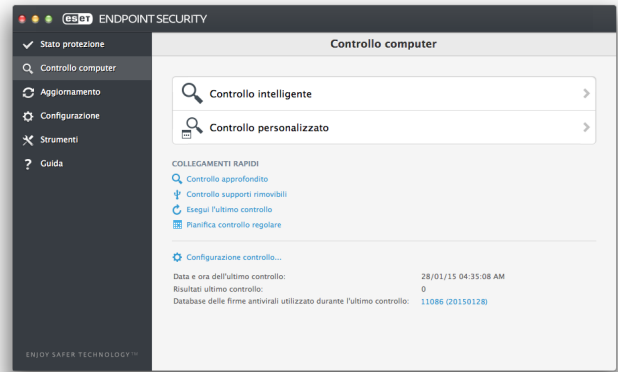 eset ENDPOINT SECURITY
Stato protezione
Controllo computer
Aggiornamento
Configurazione
Strumenti
? Guida
ENJOY SAFER TECHNOLOGY™
Controllo computer
Controllo intelligente
Controllo personalizzato
COLLEGAMENTI RAPIDI
Controllo approfondito
Controllo supporti rimovibili
Esegui l'ultimo controllo
Pianifica controllo regolare
Configurazione controllo...
Data e ora dell'ultimo controllo: 28/01/15 04:35:08 AM
Risultati ultimo controllo: 0
Database delle firme antivirali utilizzato durante l'ultimo controllo: 11086 (20150128)